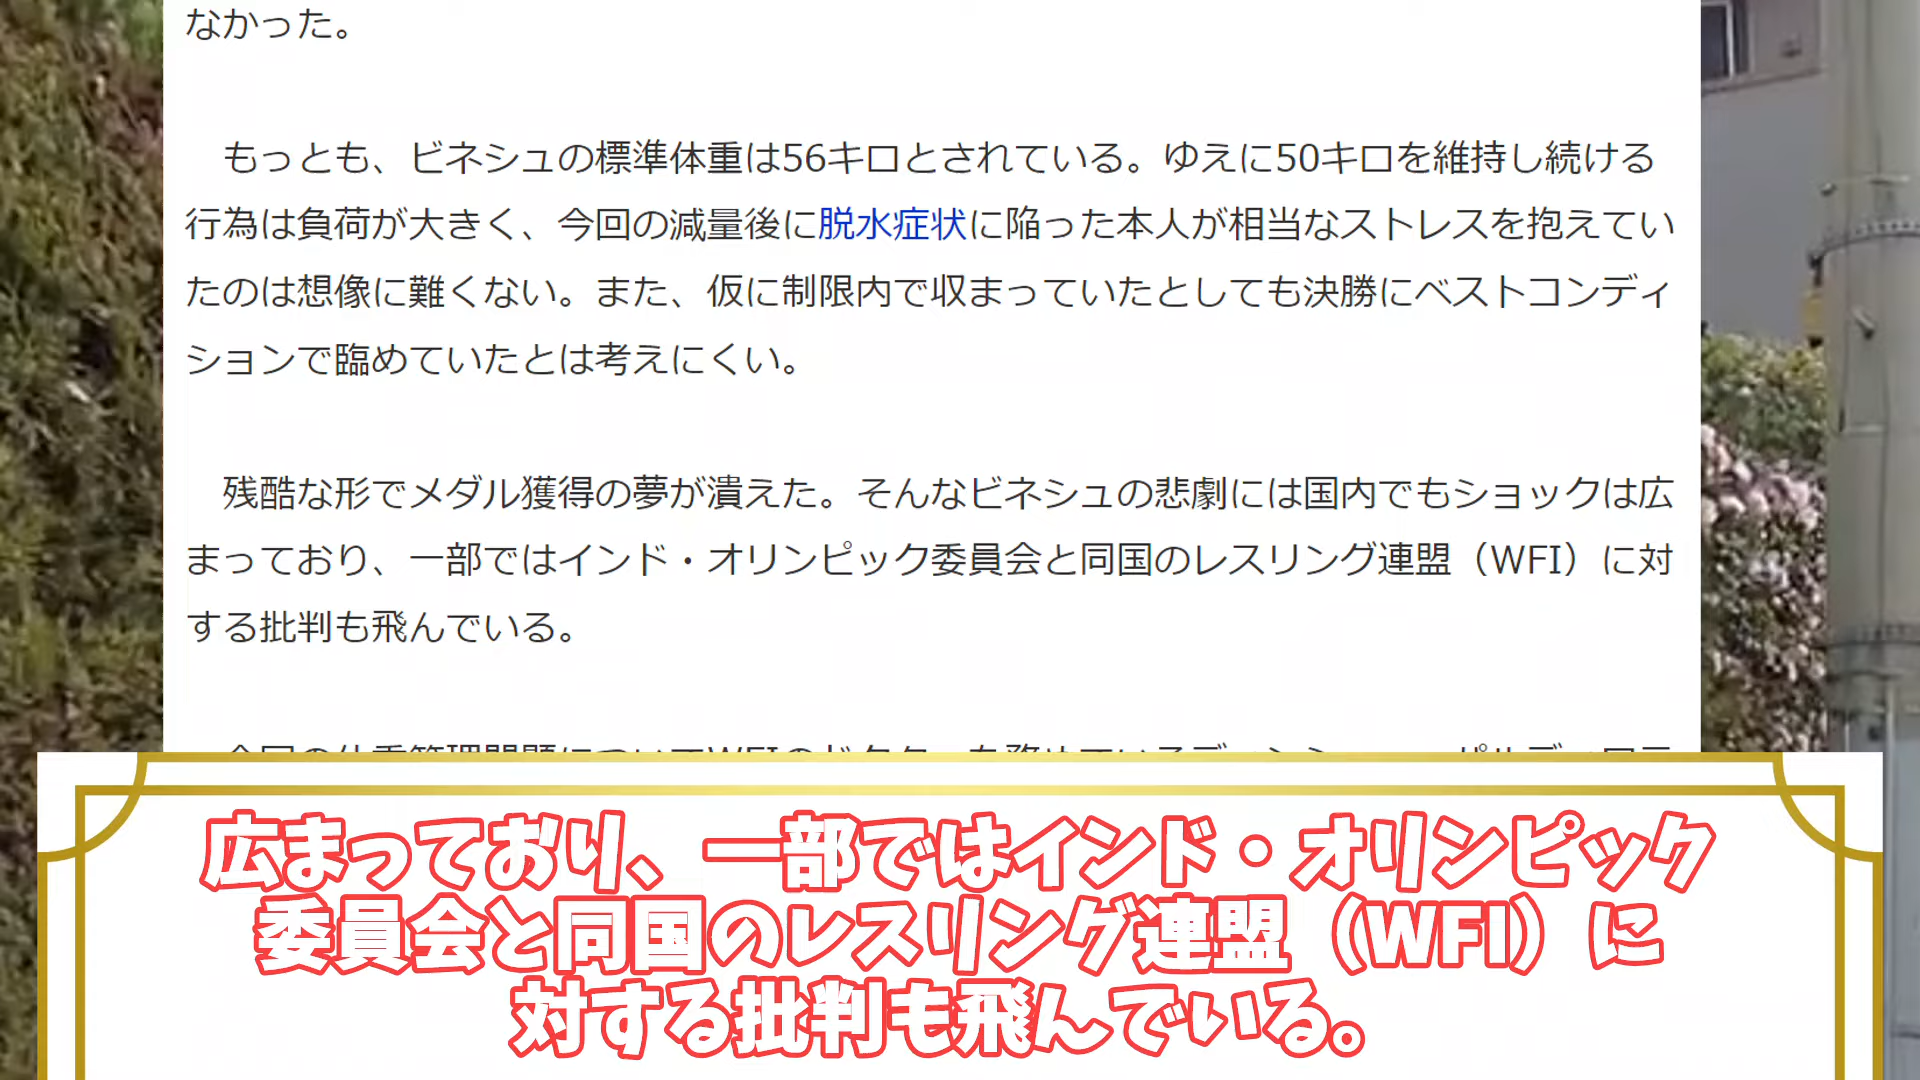 なかった。
もっとも、ビネシュの標準体重は56キロとされている。ゆえに50キロを維持し続ける
行為は負荷が大きく、今回の減量後に脱水症状に陥った本人が相当なストレスを抱えてい
たのは想像に難くない。また、仮に制限内で収まっていたとしても決勝にベストコンディ
ションで臨めていたとは考えにくい。
残酷な形でメダル獲得の夢が潰えた。そんなビネシュの悲劇には国内でもショックは広
まっており、一部ではインド・オリンピック委員会と同国のレスリング連盟（WFI）に対
する批判も飛んでいる。
広まっており、一部ではインド・オリンピック
委員会と同国のレスリング連盟（WFI）に
対する批判も飛んでいる。